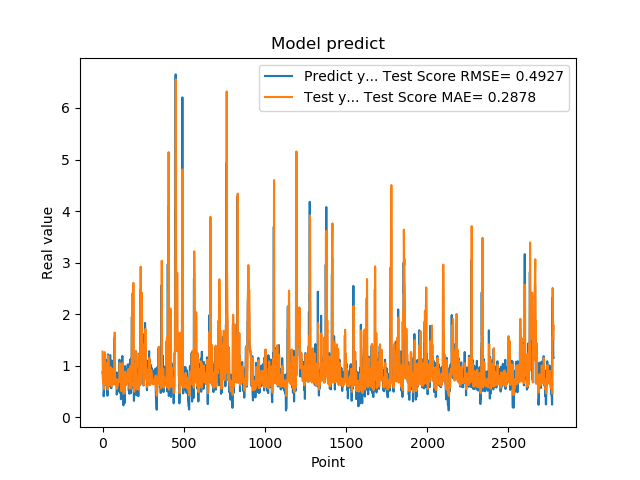 Model predict
Predict y... Test Score RMSE= 0.4927
Test y... Test Score MAE= 0.2878
Real value
6
5
4
3
2
1
0
0 500 1000 1500 2000 2500
Point